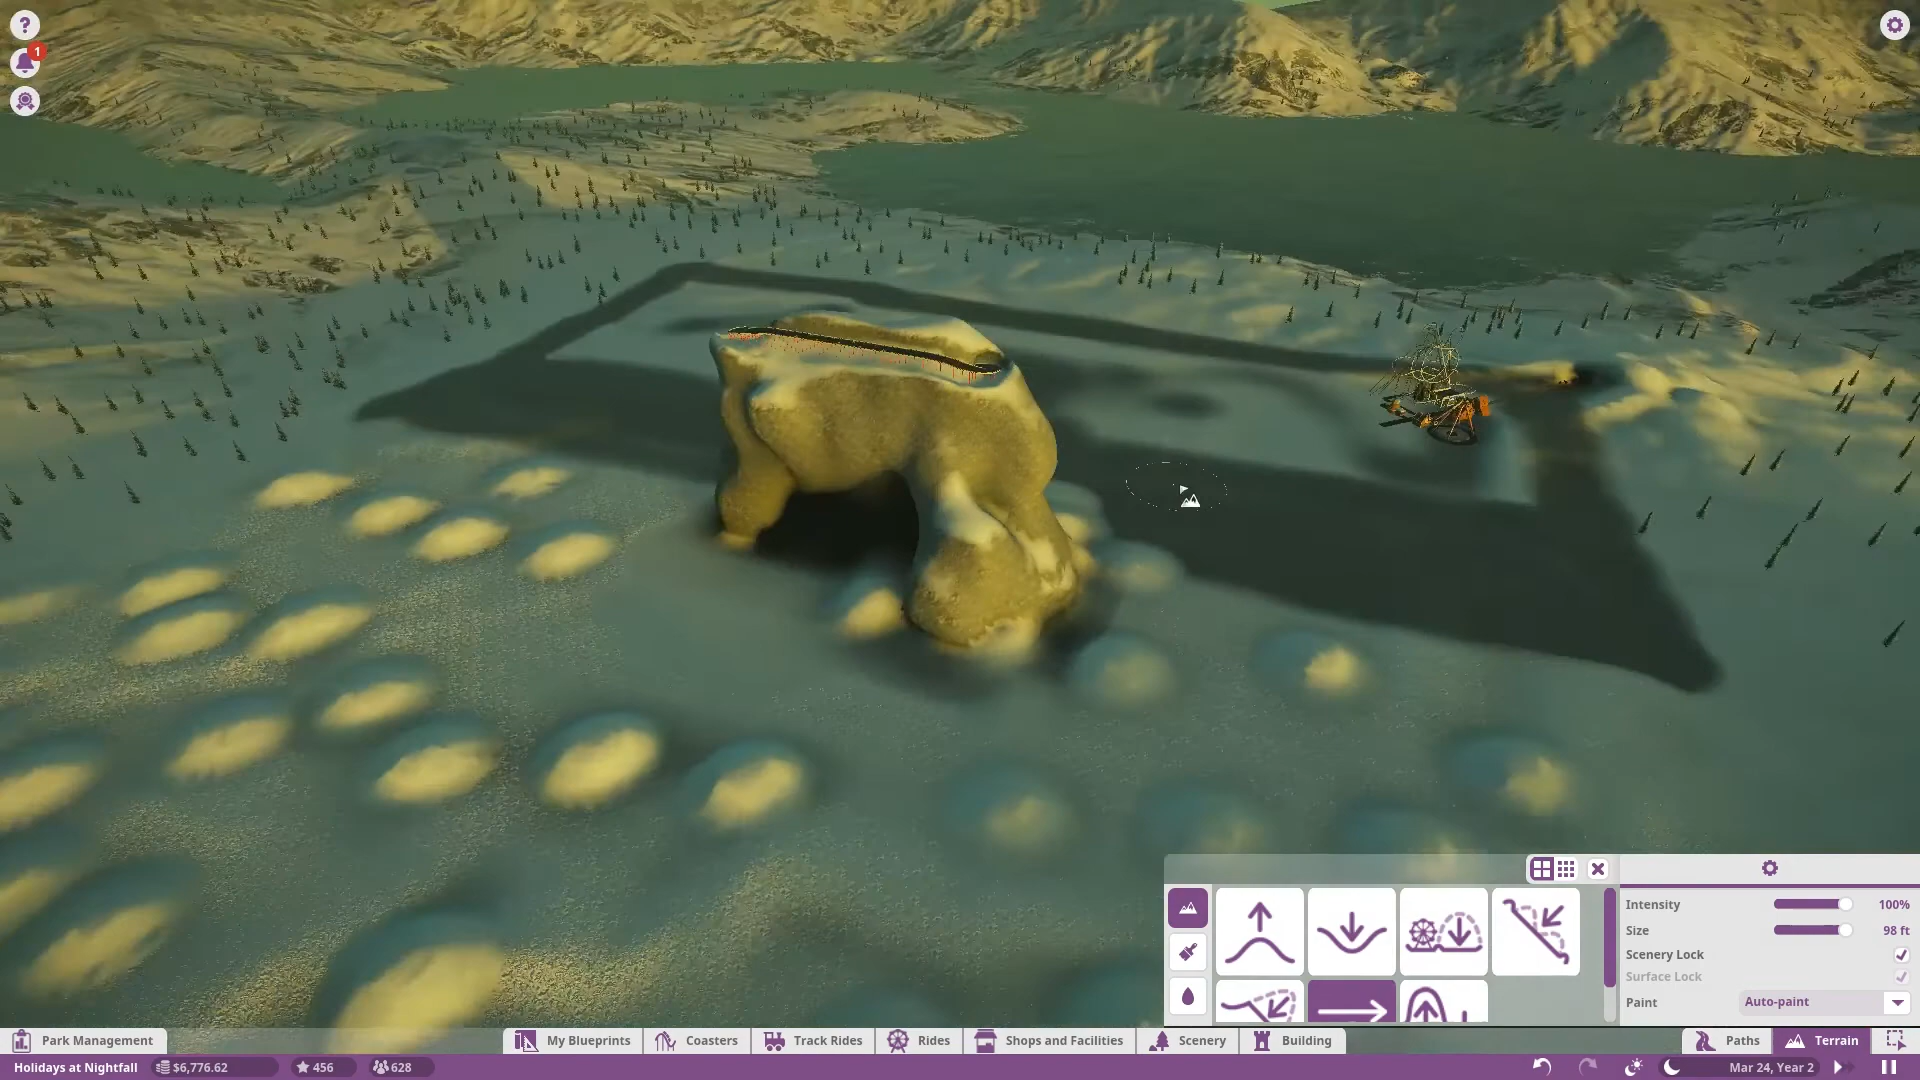 ?
1
Intensity 100%
Size 98 ft
Scenery Lock
Surface Lock
Paint Auto-paint
Park Management
My Blueprints
Coasters
Track Rides
Rides
Shops and Facilities
Scenery
Building
Paths
Terrain
Holidays at Nightfall
$6,776.62
456
628
Mar 24, Year 2